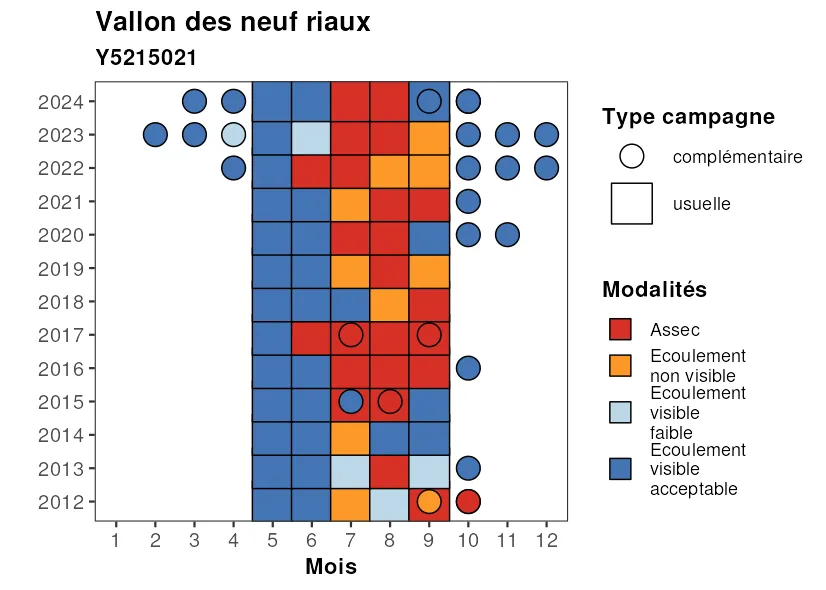 Vallon des neuf riaux
Y5215021
2024
2023
2022
2021
2020
2019
2018
2017
2016
2015
2014
2013
2012
1 2 3 4 5 6 7 8 9 10 11 12
Mois
Type campagne
complémentaire
usuelle
Modalités
Assec
Ecoulement
non visible
Ecoulement
visible
faible
Ecoulement
visible
acceptable